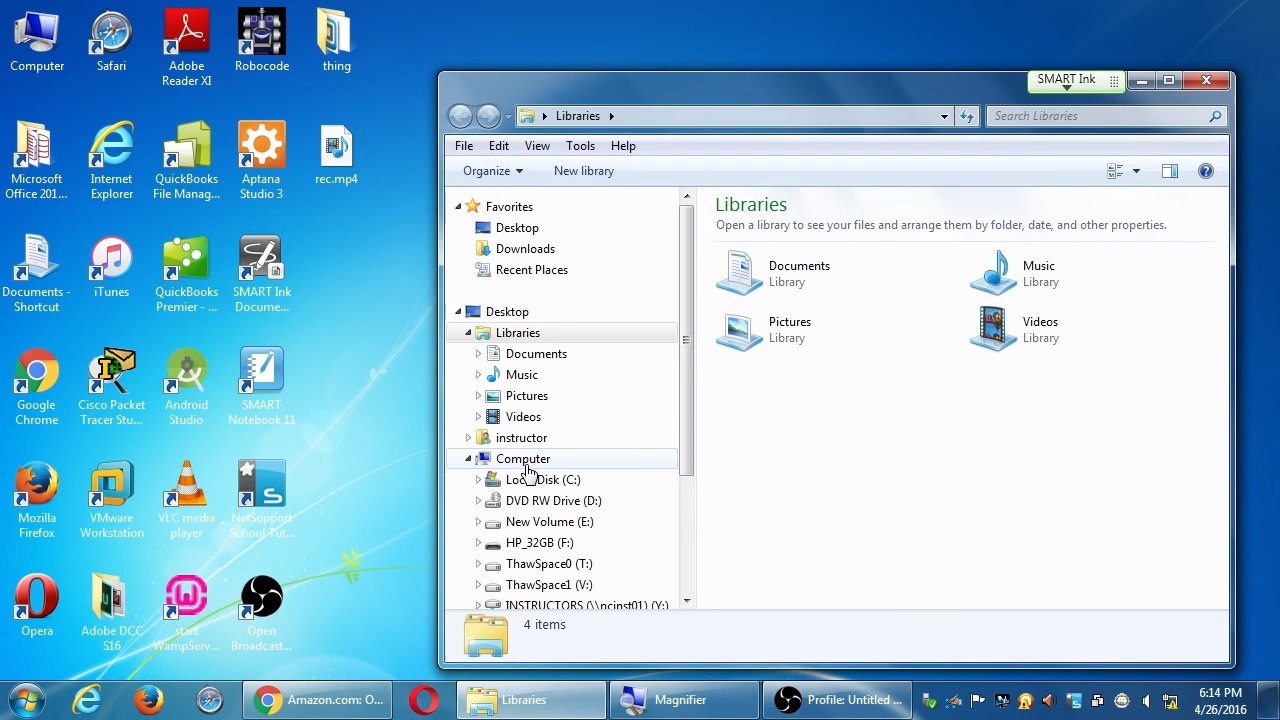 Computer
Safari
Adobe
Reader XI
Robocode
thing
Microsoft
Office 201...
Internet
Explorer
QuickBooks
File Manag...
Aptana
Studio 3
rec.mp4
Documents -
Shortcut
iTunes
QuickBooks
Premier - ...
SMART Ink
Docume...
Google
Chrome
Cisco Packet
Tracer Stu...
Android
Studio
SMART
Notebook 11
Mozilla
Firefox
VMware
Workstation
VLC media
player
NetSupport
School Tut...
Opera
Adobe DCC
S16
start
WampServ...
Open
Broadcast...
SMART Ink
Libraries
Search Libraries
File Edit View Tools Help
Organize New library
Favorites
Desktop
Downloads
Recent Places
Desktop
Libraries
Documents
Music
Pictures
Videos
instructor
Computer
Local Disk (C:)
DVD RW Drive (D:)
New Volume (E:)
HP_32GB (F:)
ThawSpace0 (T:)
ThawSpace1 (V:)
INSTRUCTORS (\\ncinst01) (Y:)
Libraries
Open a library to see your files and arrange them by folder, date, and other properties.
Documents
Library
Music
Library
Pictures
Library
Videos
Library
4 items
Amazon.com: O...
Libraries
Magnifier
Profile: Untitled ...
6:14 PM
4/26/2016